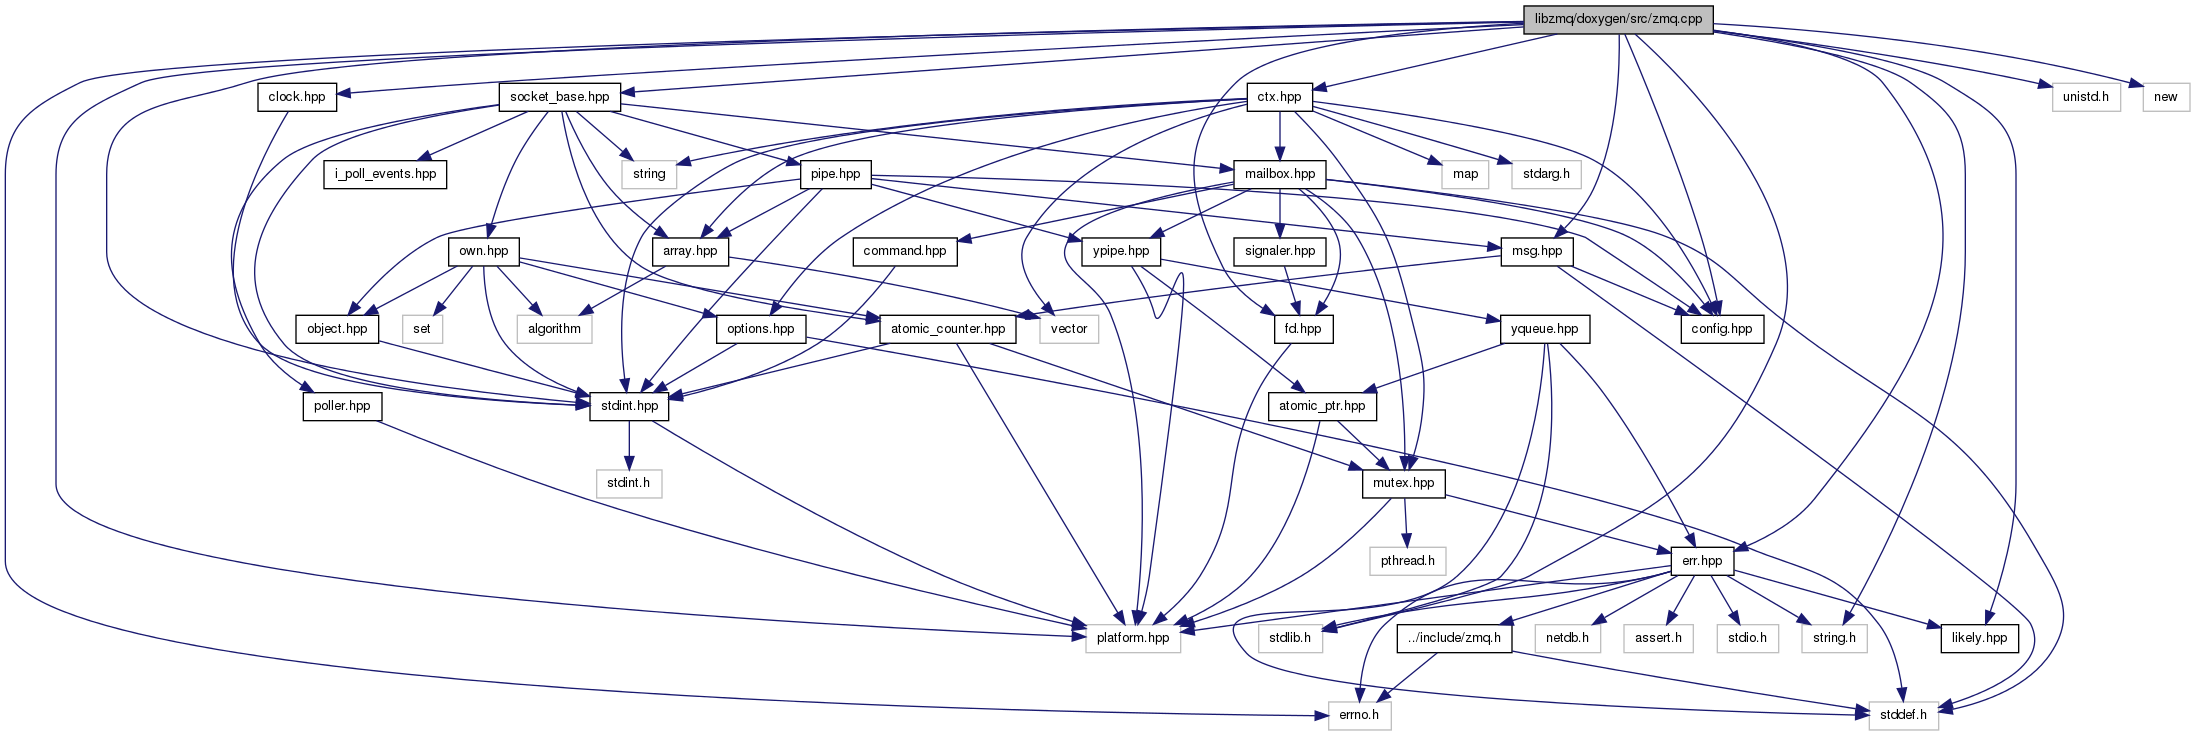 libzmq/doxygen/src/zmq.cpp
clock.hpp
socket_base.hpp
ctx.hpp
unistd.h
new
i_poll_events.hpp
string
pipe.hpp
mailbox.hpp
map
stdarg.h
own.hpp
array.hpp
command.hpp
ypipe.hpp
signaler.hpp
msg.hpp
object.hpp
set
algorithm
options.hpp
atomic_counter.hpp
vector
fd.hpp
yqueue.hpp
config.hpp
poller.hpp
stdint.hpp
atomic_ptr.hpp
stdint.h
mutex.hpp
pthread.h
err.hpp
platform.hpp
stdlib.h
../include/zmq.h
netdb.h
assert.h
stdio.h
string.h
likely.hpp
errno.h
stddef.h